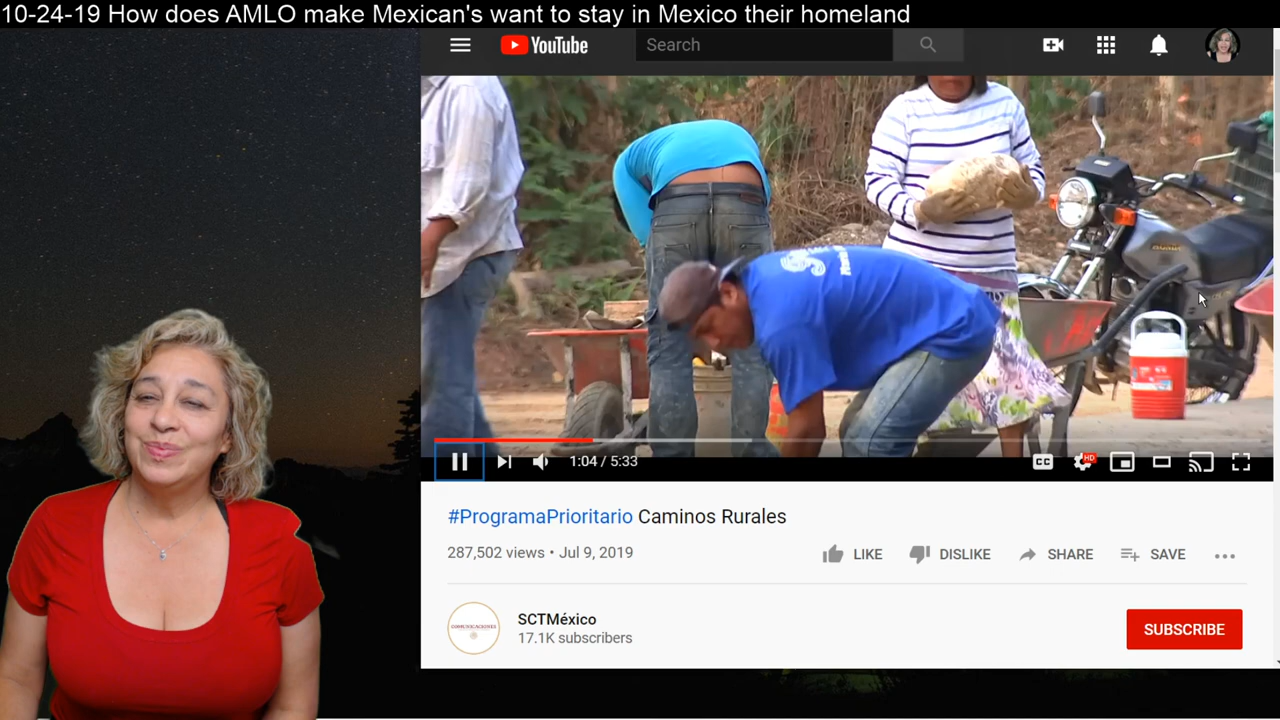 10-24-19 How does AMLO make Mexican's want to stay in Mexico their homeland
YouTube
Search
1:04 / 5:33
CC
HD
#ProgramaPrioritario Caminos Rurales
287,502 views • Jul 9, 2019
LIKE
DISLIKE
SHARE
SAVE
COMUNICACIONES
SCTMéxico
17.1K subscribers
SUBSCRIBE